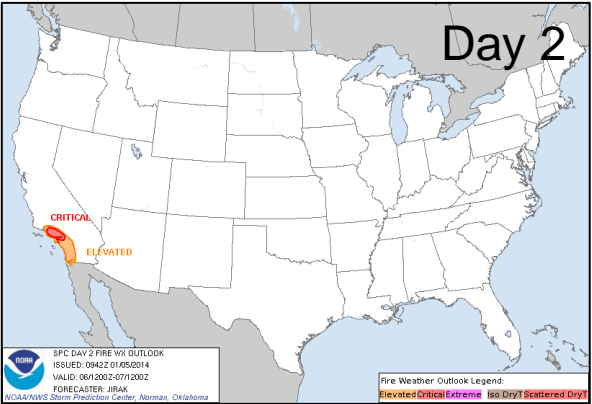 Day 2
CRITICAL
ELEVATED
NOAA
SPC DAY 2 FIRE WX OUTLOOK
ISSUED: 0942Z 01/05/2014
VALID: 06/1200Z-07/1200Z
FORECASTER: JIRAK
NOAA/NWS Storm Prediction Center, Norman, Oklahoma
Fire Weather Outlook Legend:
Elevated Critical Extreme Iso DryT Scattered DryT